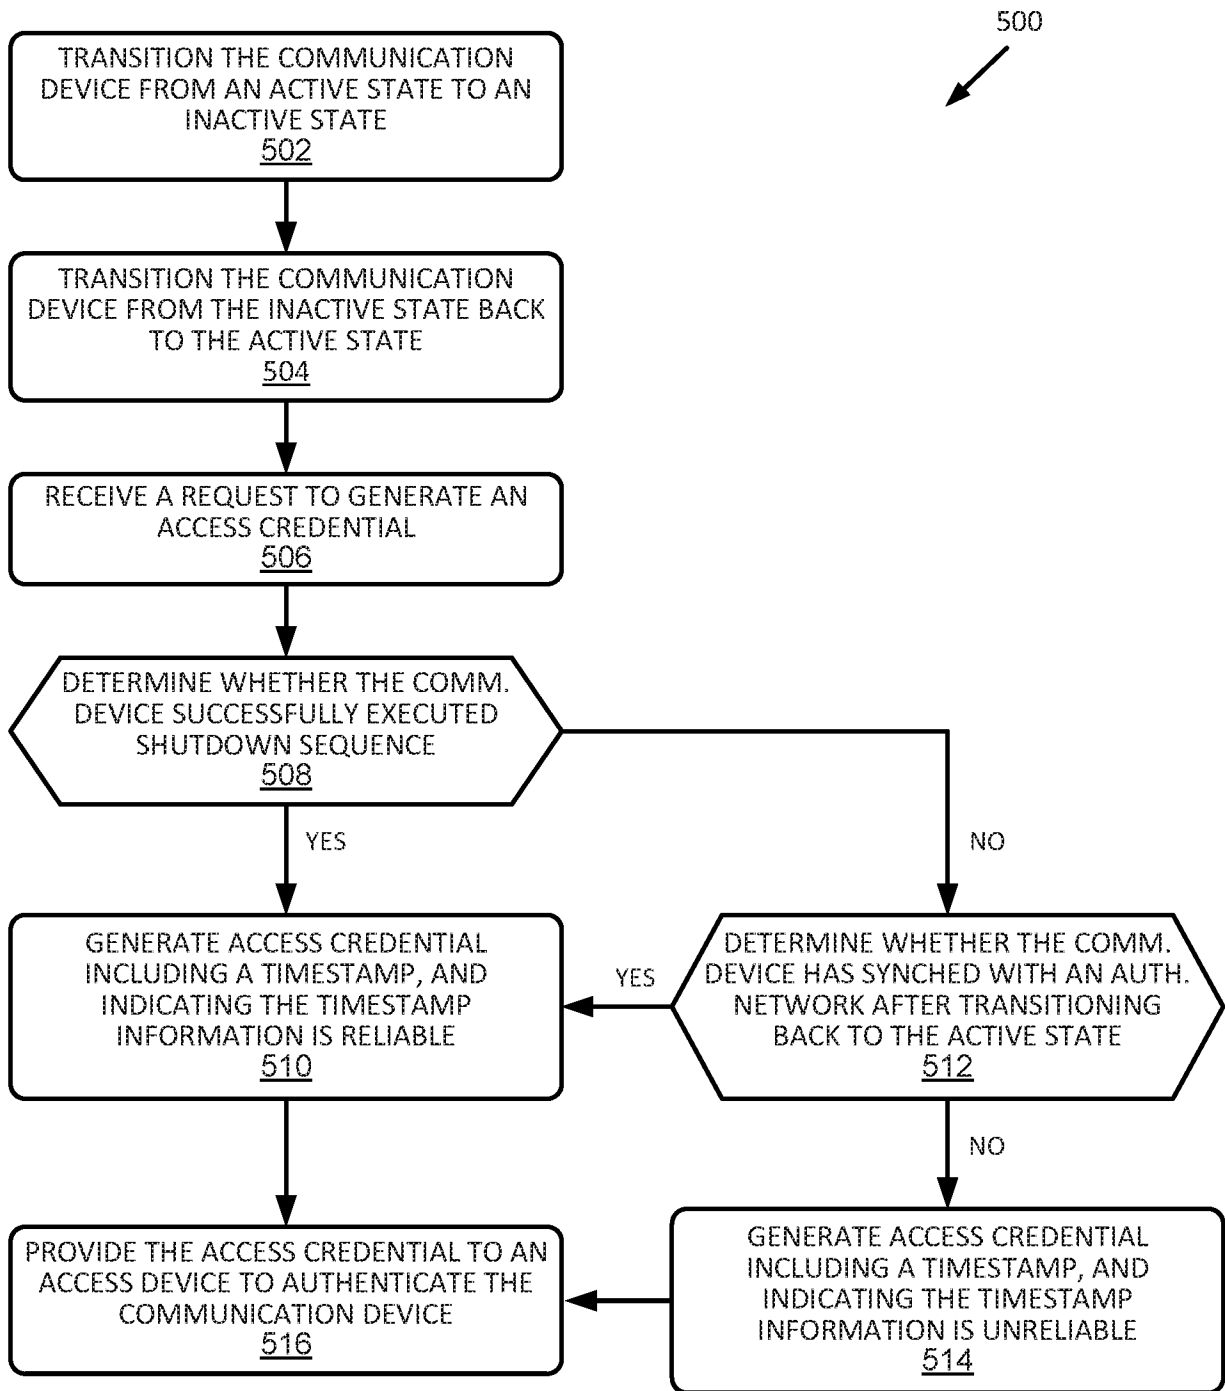 500
TRANSITION THE COMMUNICATION
DEVICE FROM AN ACTIVE STATE TO AN
INACTIVE STATE
502
TRANSITION THE COMMUNICATION
DEVICE FROM THE INACTIVE STATE BACK
TO THE ACTIVE STATE
504
RECEIVE A REQUEST TO GENERATE AN
ACCESS CREDENTIAL
506
DETERMINE WHETHER THE COMM.
DEVICE SUCCESSFULLY EXECUTED
SHUTDOWN SEQUENCE
508
YES
NO
GENERATE ACCESS CREDENTIAL
INCLUDING A TIMESTAMP, AND
INDICATING THE TIMESTAMP
INFORMATION IS RELIABLE
510
YES
DETERMINE WHETHER THE COMM.
DEVICE HAS SYNCHED WITH AN AUTH.
NETWORK AFTER TRANSITIONING
BACK TO THE ACTIVE STATE
512
NO
PROVIDE THE ACCESS CREDENTIAL TO AN
ACCESS DEVICE TO AUTHENTICATE THE
COMMUNICATION DEVICE
516
GENERATE ACCESS CREDENTIAL
INCLUDING A TIMESTAMP, AND
INDICATING THE TIMESTAMP
INFORMATION IS UNRELIABLE
514